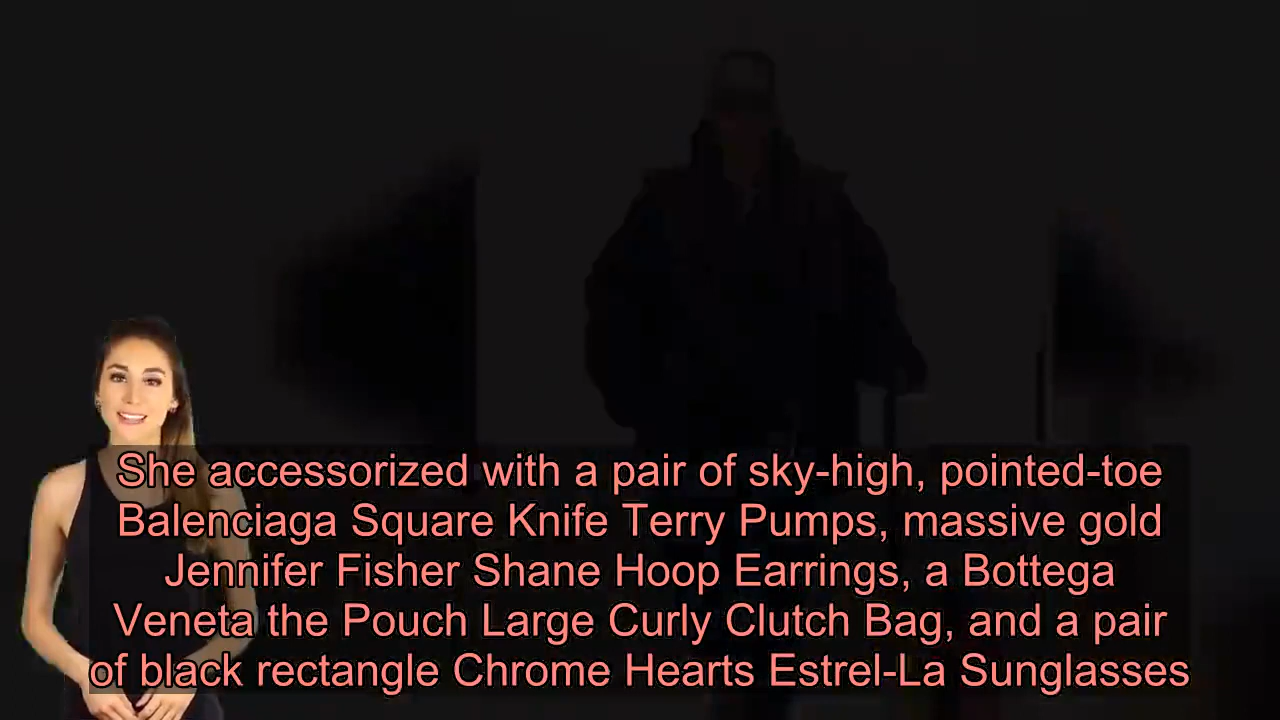 She accessorized with a pair of sky-high, pointed-toe
Balenciaga Square Knife Terry Pumps, massive gold
Jennifer Fisher Shane Hoop Earrings, a Bottega
Veneta the Pouch Large Curly Clutch Bag, and a pair
of black rectangle Chrome Hearts Estrel-La Sunglasses